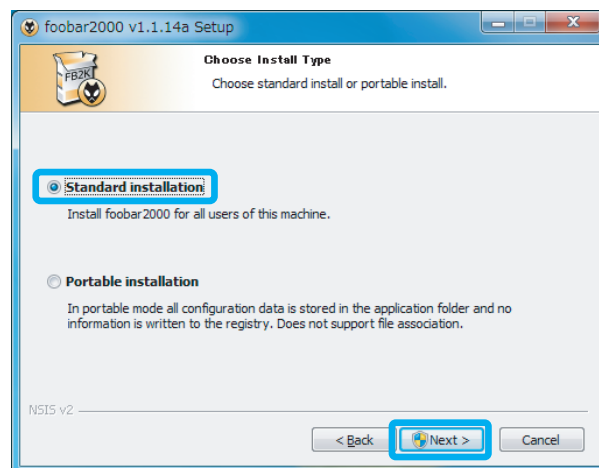 foobar2000 v1.1.14a Setup
FB2K
Choose Install Type
Choose standard install or portable install.
Standard installation
Install foobar2000 for all users of this machine.
Portable installation
In portable mode all configuration data is stored in the application folder and no
information is written to the registry. Does not support file association.
NSIS v2
< Back
Next >
Cancel